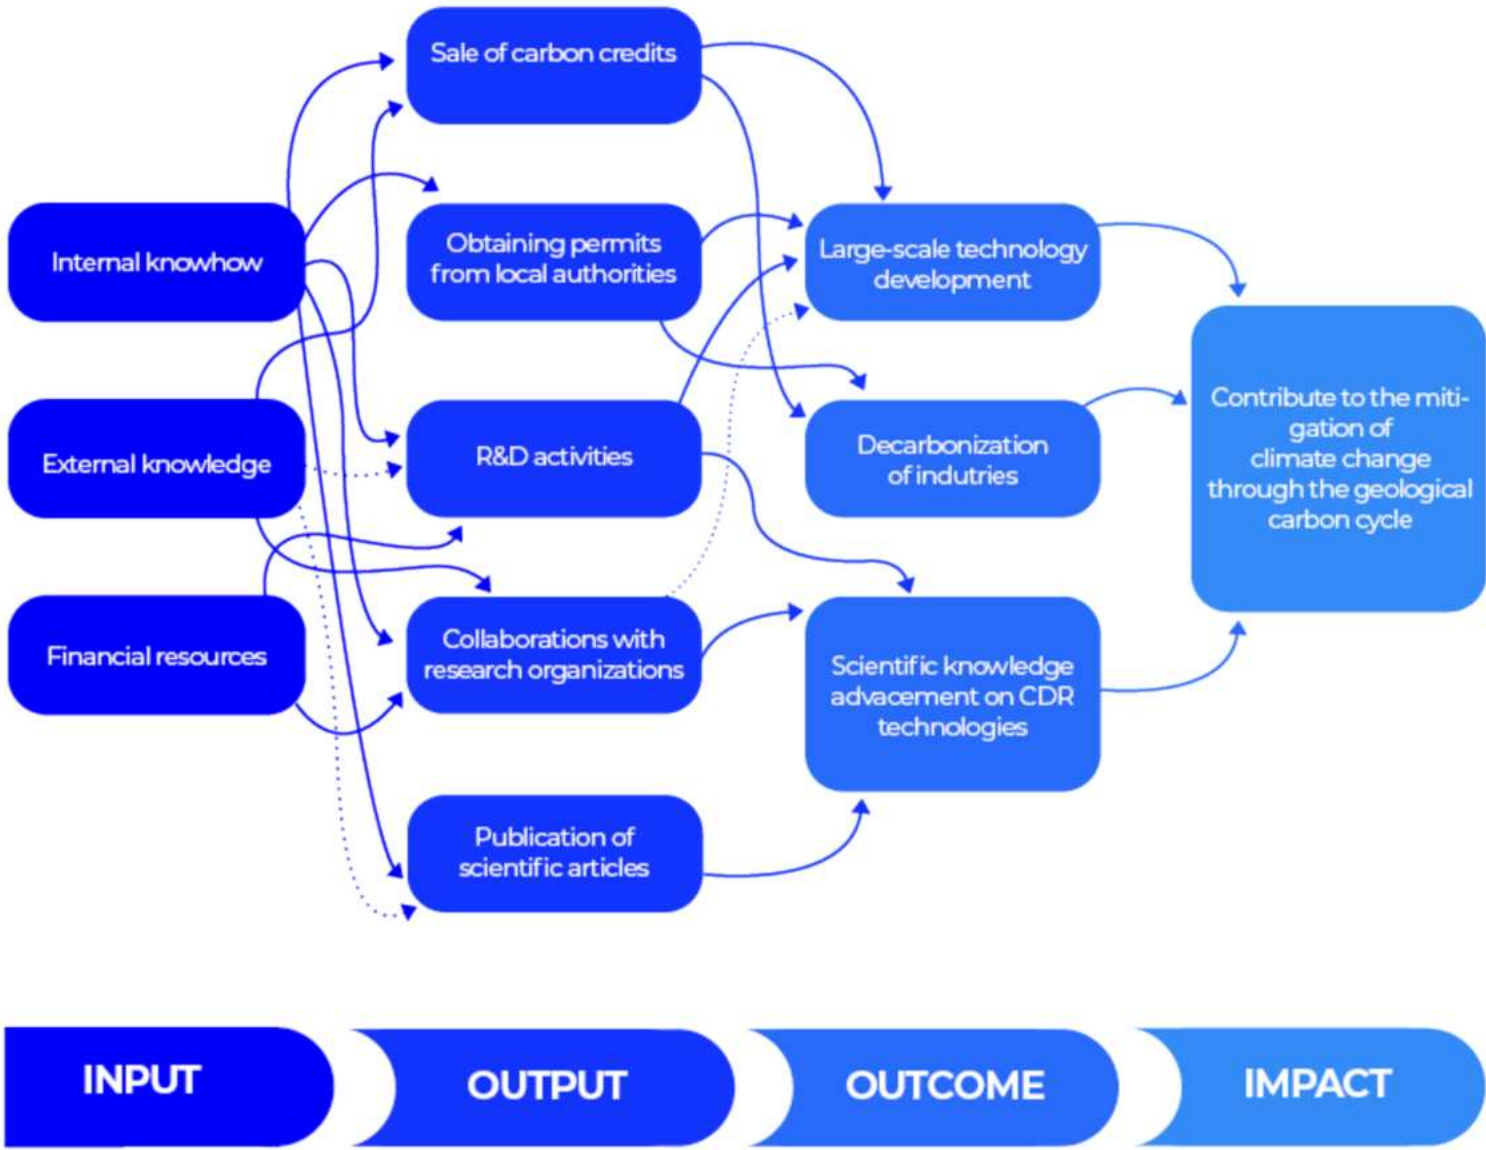 Sale of carbon credits
Internal knowhow
Obtaining permits
from local authorities
Large-scale technology
development
External knowledge
R&D activities
Decarbonization
of indutries
Contribute to the miti-
gation of
climate change
through the geological
carbon cycle
Financial resources
Collaborations with
research organizations
Scientific knowledge
advacement on CDR
technologies
Publication of
scientific articles
INPUT
OUTPUT
OUTCOME
IMPACT